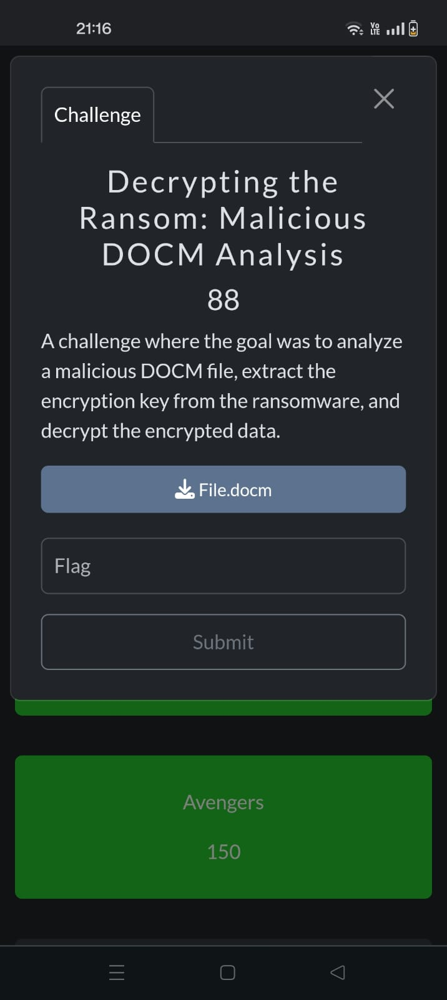 21:16
Vo
LTE
Challenge
Decrypting the
Ransom: Malicious
DOCM Analysis
88
A challenge where the goal was to analyze
a malicious DOCM file, extract the
encryption key from the ransomware, and
decrypt the encrypted data.
File.docm
Flag
Submit
Avengers
150